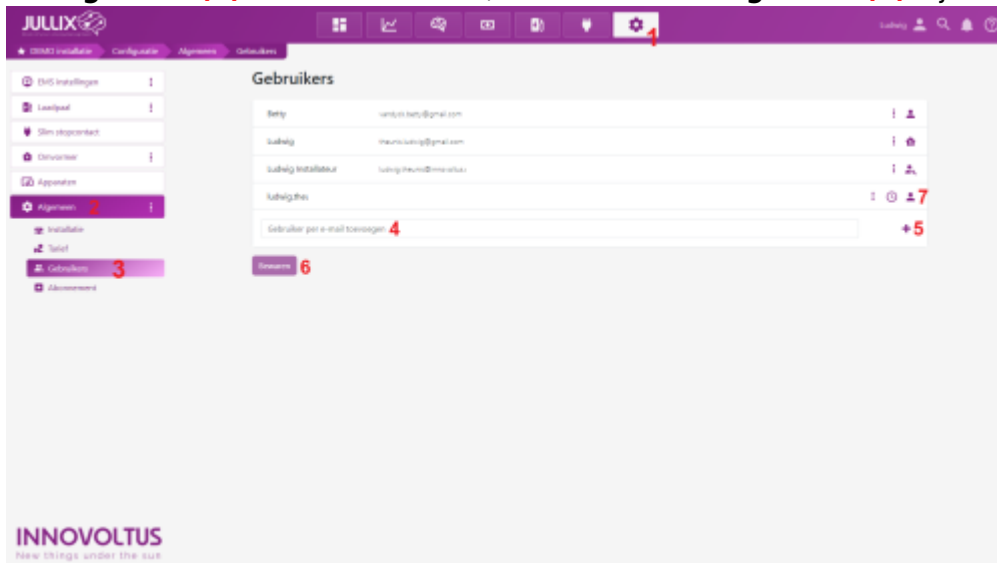 JULLIX
1
Ludwig
DEMO installatie Configuratie Algemeen Gebruikers
EMS instellingen
Laadpaal
Slim stopcontact
Omvormer
Apparaten
Algemeen 2
Installatie
Tarief
Gebruikers 3
Abonnement
Gebruikers
Betty
Ludwig
Ludwig Installateur
ludwig.theu 7
Gebruiker per e-mail toevoegen 4 5
Bewaren 6
INNOVOLTUS
New things under the sun